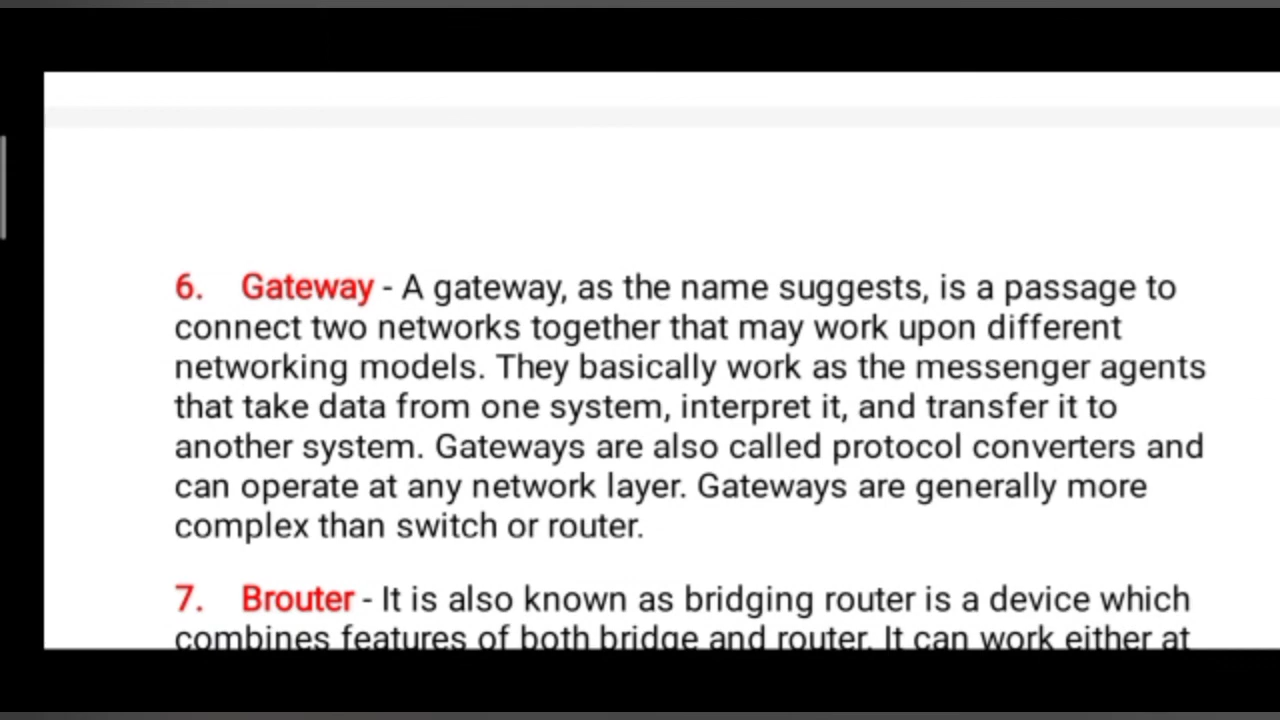 6. Gateway - A gateway, as the name suggests, is a passage to
connect two networks together that may work upon different
networking models. They basically work as the messenger agents
that take data from one system, interpret it, and transfer it to
another system. Gateways are also called protocol converters and
can operate at any network layer. Gateways are generally more
complex than switch or router.
7. Brouter - It is also known as bridging router is a device which
combines features of both bridge and router. It can work either at